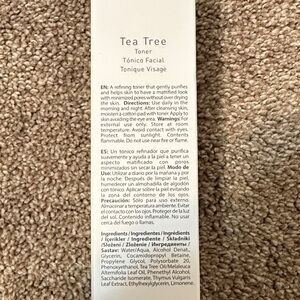 Tea Tree
Toner
Tónico Facial
Tonique Visage
EN: A refining toner that gently purifies
and helps skin to have a mattified look
with minimized pores without over drying
the skin. Directions: Use daily in the
morning and night. After cleansing skin,
moisten a cotton pad with toner. Apply to
skin avoiding the eye area. Warnings: For
external use only. Store at room
temperature. Avoid contact with eyes.
Protect from sunlight. Contents
flammable. Do not use near fire or flame.
ES: Un tónico refinador que purifica
suavemente y ayuda a la piel a tener un
aspecto matificado con poros
minimizados sin secar la piel. Modo de
Uso: Utilizar a diario por la mañana y por
la noche. Después de limpiar la piel,
humedecer un almohadilla de algodón
con tónico. Aplicar sobre la piel evitando
la zona del contorno de los ojos.
Precaución: Sólo para uso externo.
Almacenar a temperatura ambiente. Evitar
el contacto con los ojos. Proteger de la luz
del sol. Contenido inflamable. No usar
cerca del fuego o llamas.
Ingredients / Ingredientes / Ingrédients
/ İçerikler / Ingrediente / Składniki
/Složení / Zloženie / Ингредиенты /
Sastav: Water/Aqua, Alcohol Denat.,
Glycerin, Cocamidopropyl Betaine,
Propylene Glycol, Polysorbate 20,
Phenoxyethanol, Tea Tree Oil/Melaleuca
Alternifolia Leaf Oil, Phenethyl Alcohol,
Saccharide Isomerate, Thymus Vulgaris
Leaf Extract, Ethylhexylglycerin, Limonene.